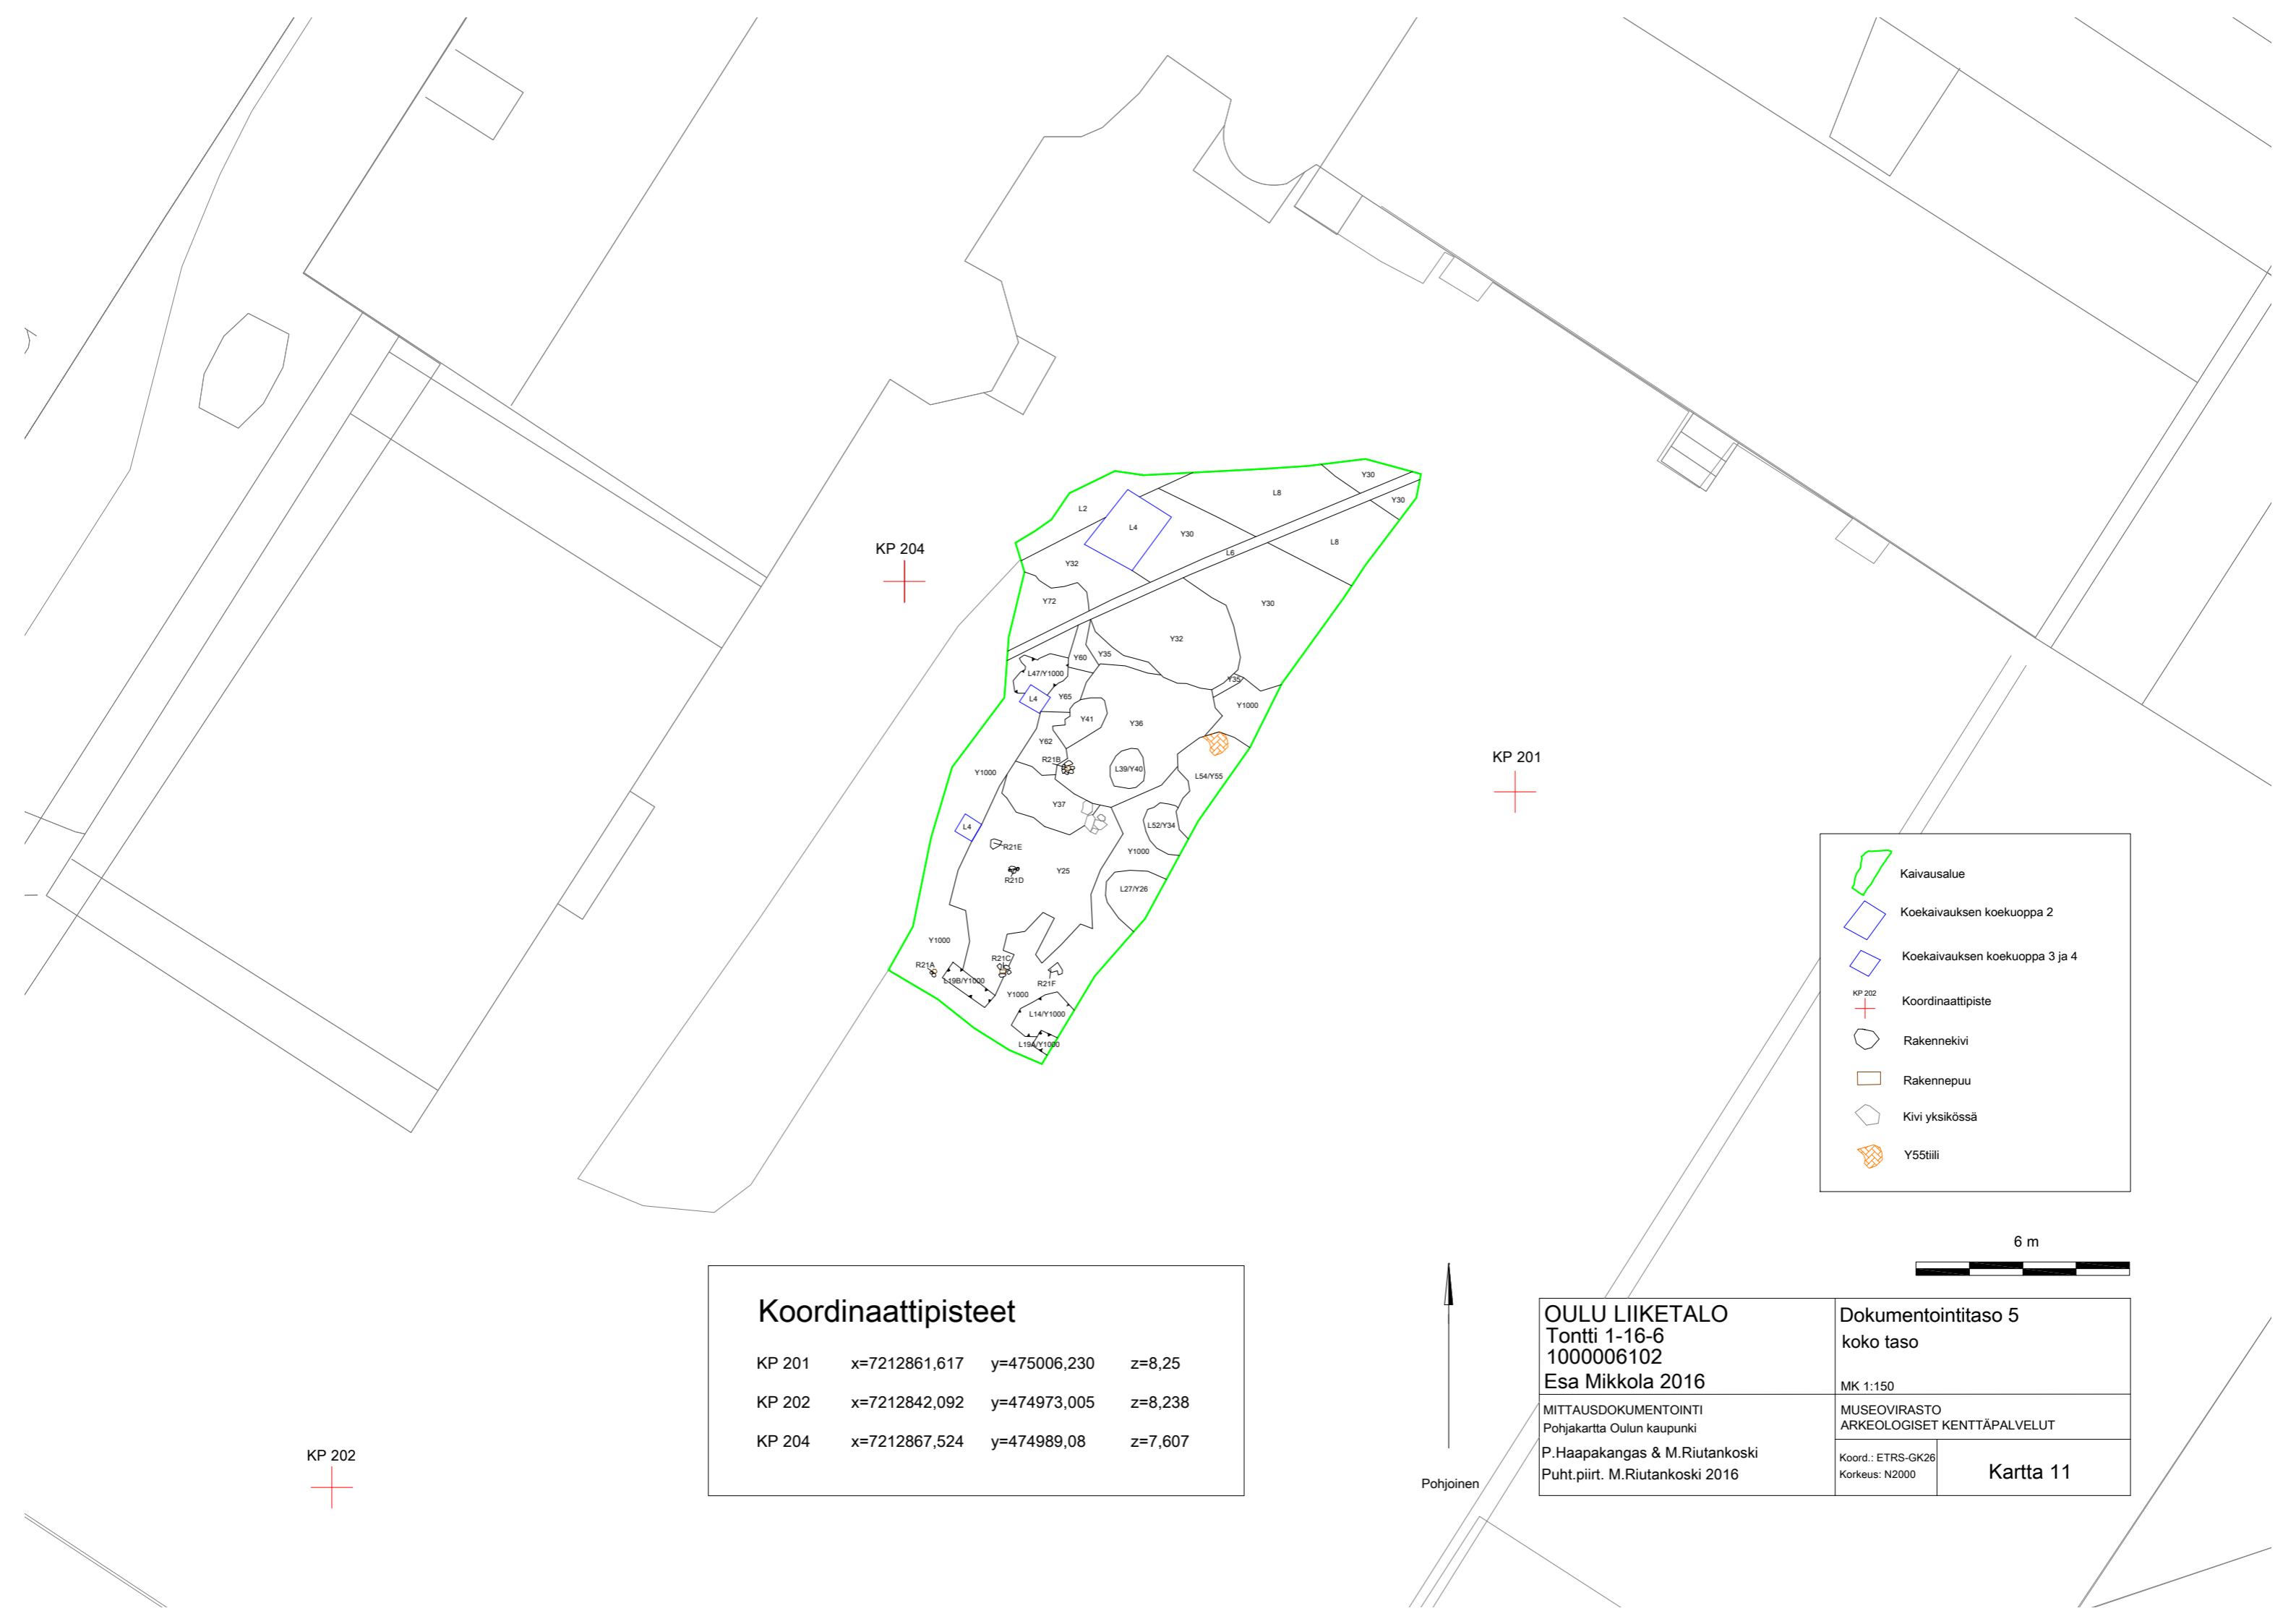 Y30
L8
Y30
L2
L4
Y30
L8
L6
Y32
KP 204
Y72
Y30
Y32
Y60
Y35
L47/Y1000
Y35
L4
Y65
Y1000
Y41
Y36
Y62
R21B
KP 201
Y1000
L39/Y40
L54/Y55
Y37
L4
L52/Y34
R21E
Y1000
Y25
R21D
L27/Y26
Y1000
R21A
R21C
L19B/Y1000
R21F
Y1000
L14/Y1000
L19A/Y1000
Kaivausalue
Koekaivauksen koekuoppa 2
Koekaivauksen koekuoppa 3 ja 4
KP 202
Koordinaattipiste
Rakennekivi
Rakennepuu
Kivi yksikössä
Y55tiili
6 m
Koordinaattipisteet
KP 201 x=7212861,617 y=475006,230 z=8,25
KP 202 x=7212842,092 y=474973,005 z=8,238
KP 204 x=7212867,524 y=474989,08 z=7,607
KP 202
Pohjoinen
OULU LIIKETALO
Tontti 1-16-6
1000006102
Esa Mikkola 2016
Dokumentointitaso 5
koko taso
MK 1:150
MITTAUSDOKUMENTOINTI
Pohjakartta Oulun kaupunki
P.Haapakangas & M.Riutankoski
Puht.piirt. M.Riutankoski 2016
MUSEOVIRASTO
ARKEOLOGISET KENTTÄPALVELUT
Koord.: ETRS-GK26
Korkeus: N2000
Kartta 11